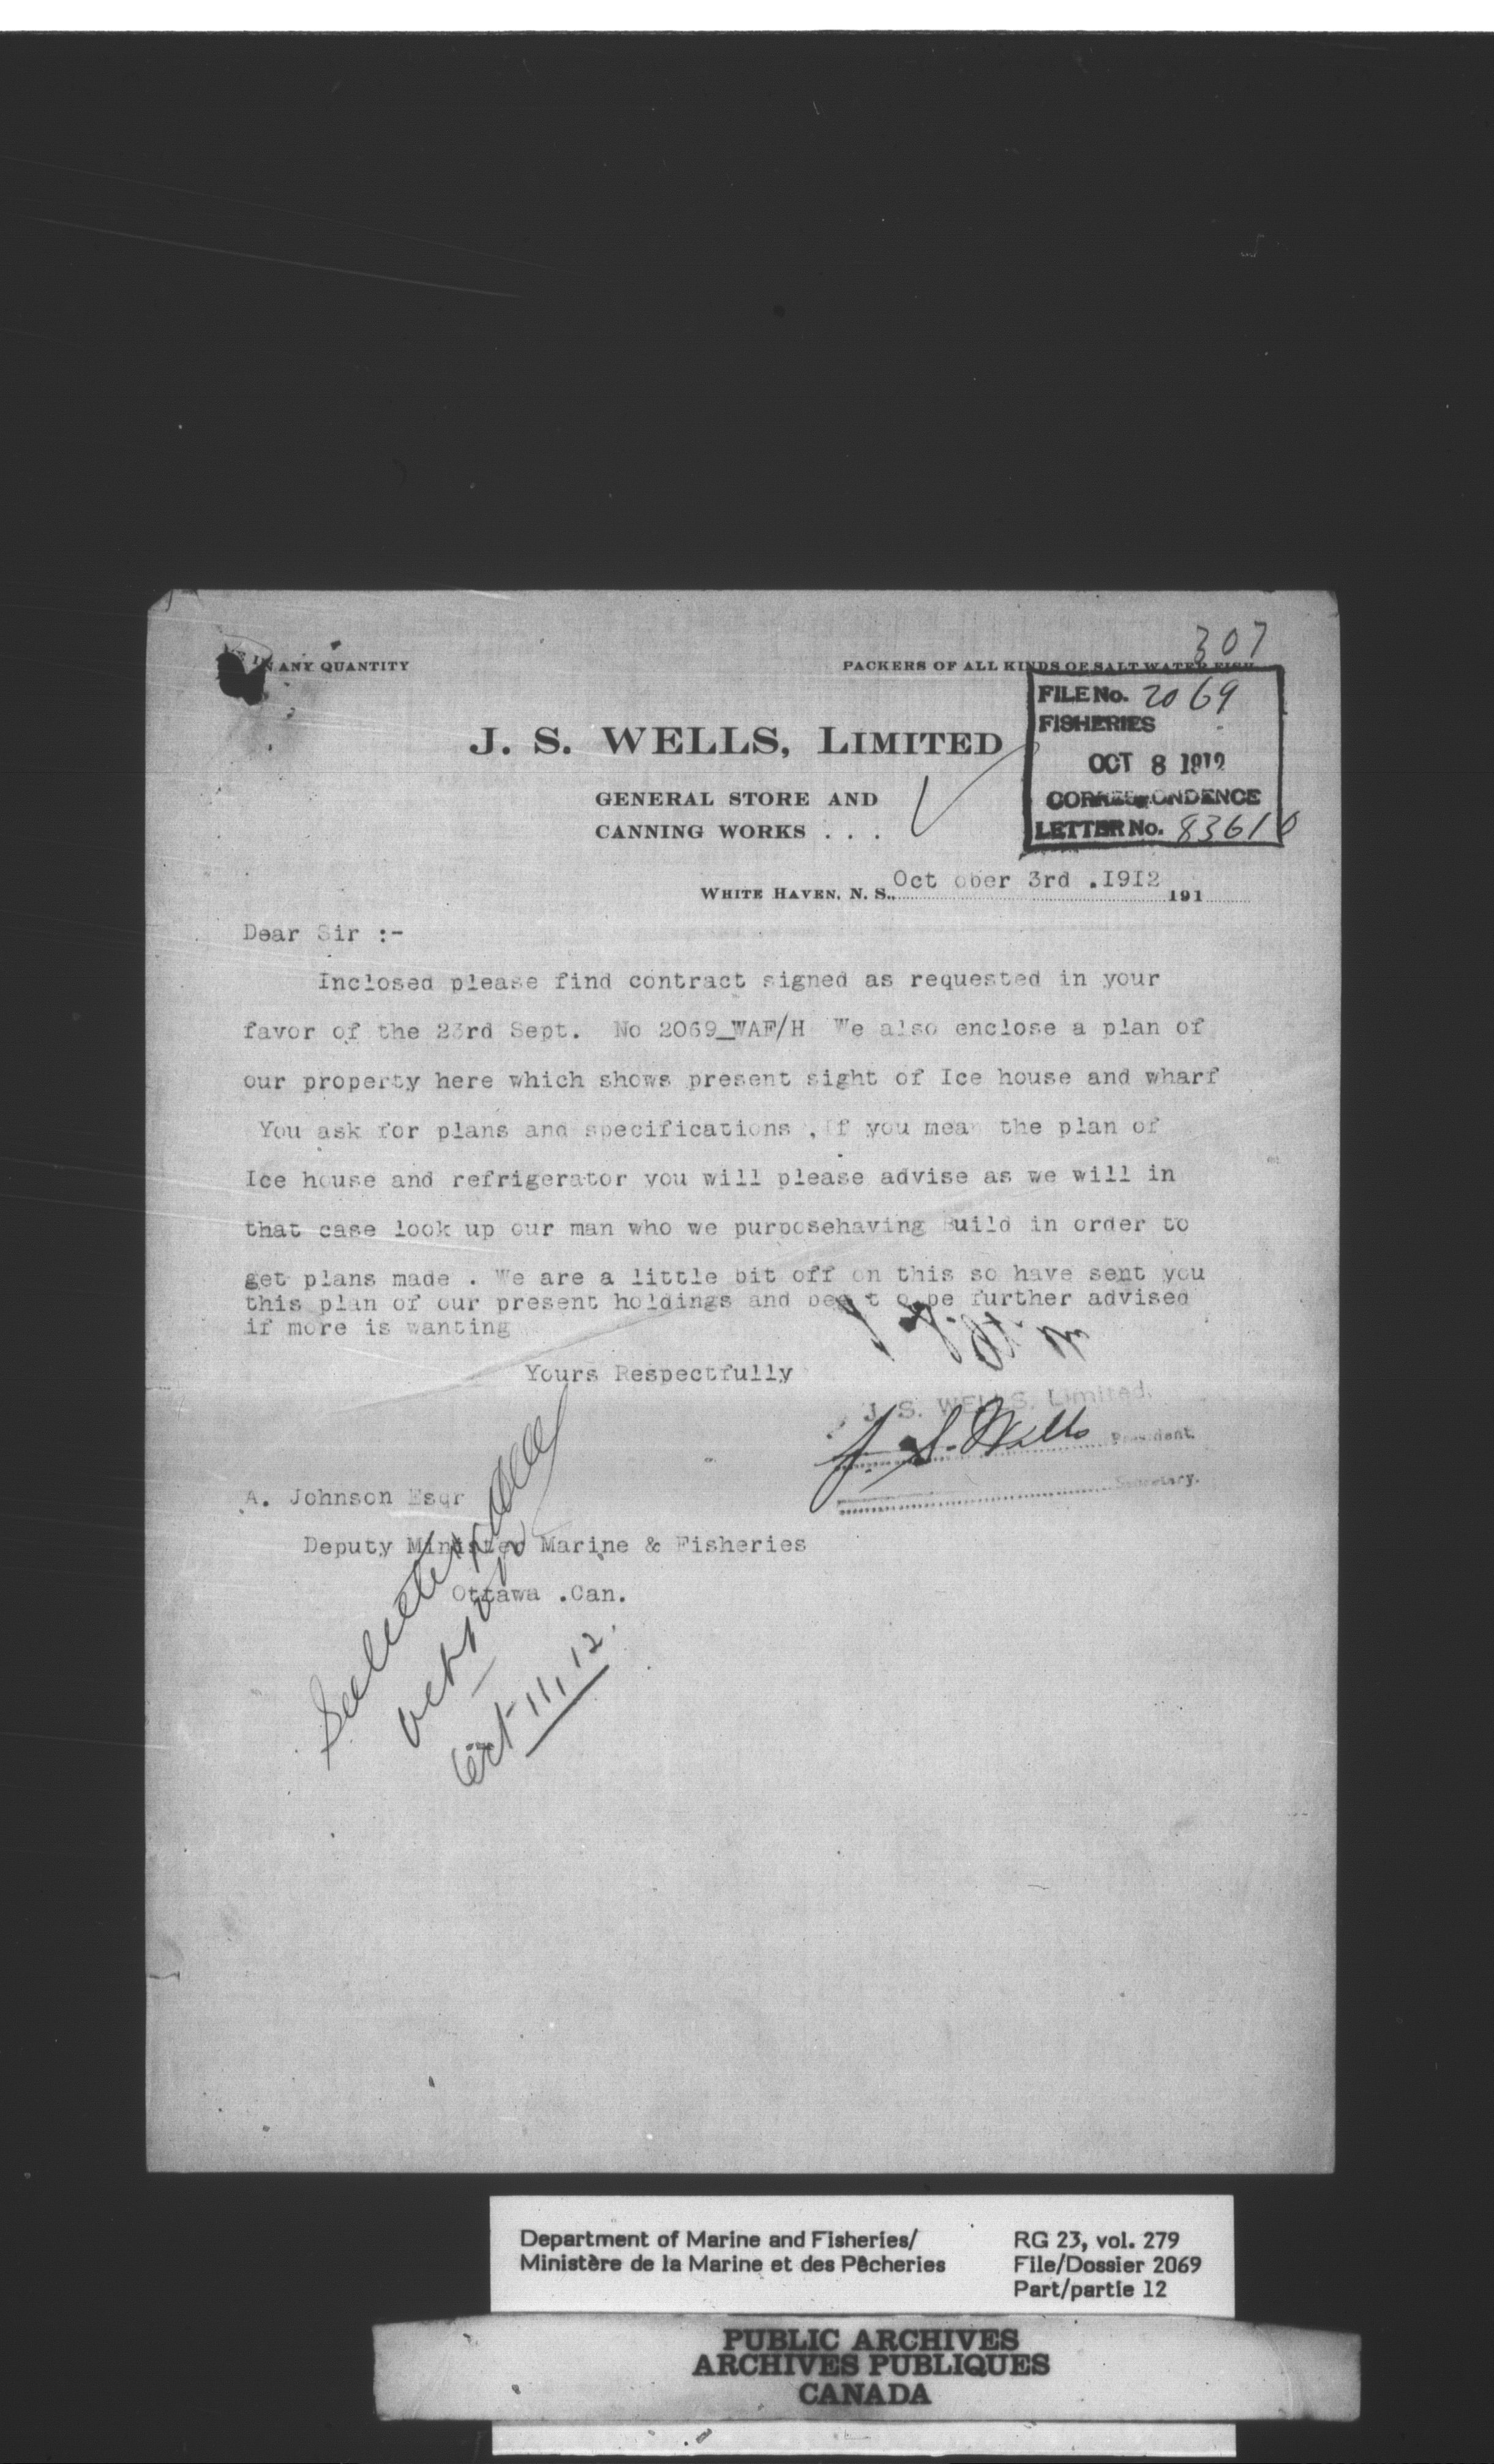 307
IN ANY QUANTITY
PACKERS OF ALL KINDS OF SALT WATER FISH
FILE No. 2069
FISHERIES
OCT 8 1912
CORRESPONDENCE
LETTER No. 83610
J. S. WELLS, LIMITED
GENERAL STORE AND
CANNING WORKS . . .
WHITE HAVEN, N. S., Oct ober 3rd .1912 191
Dear Sir :-
Inclosed please find contract signed as requested in your
favor of the 23rd Sept. No 2069_WAF/H We also enclose a plan of
our property here which shows present sight of Ice house and wharf
You ask for plans and specifications , If you mean the plan of
Ice house and refrigerator you will please advise as we will in
that case look up our man who we purposehaving Build in order to
get plans made . We are a little bit off on this so have sent you
this plan of our present holdings and beg t o be further advised
if more is wanting
Yours Respectfully
J. S. WELLS. Limited.
J. S. Wells President.
Secretary.
A. Johnson Esqr
Deputy Minister Marine & Fisheries
Ottawa .Can.
Oct 11, 12.
Department of Marine and Fisheries/
Ministère de la Marine et des Pêcheries
RG 23, vol. 279
File/Dossier 2069
Part/partie 12
PUBLIC ARCHIVES
ARCHIVES PUBLIQUES
CANADA